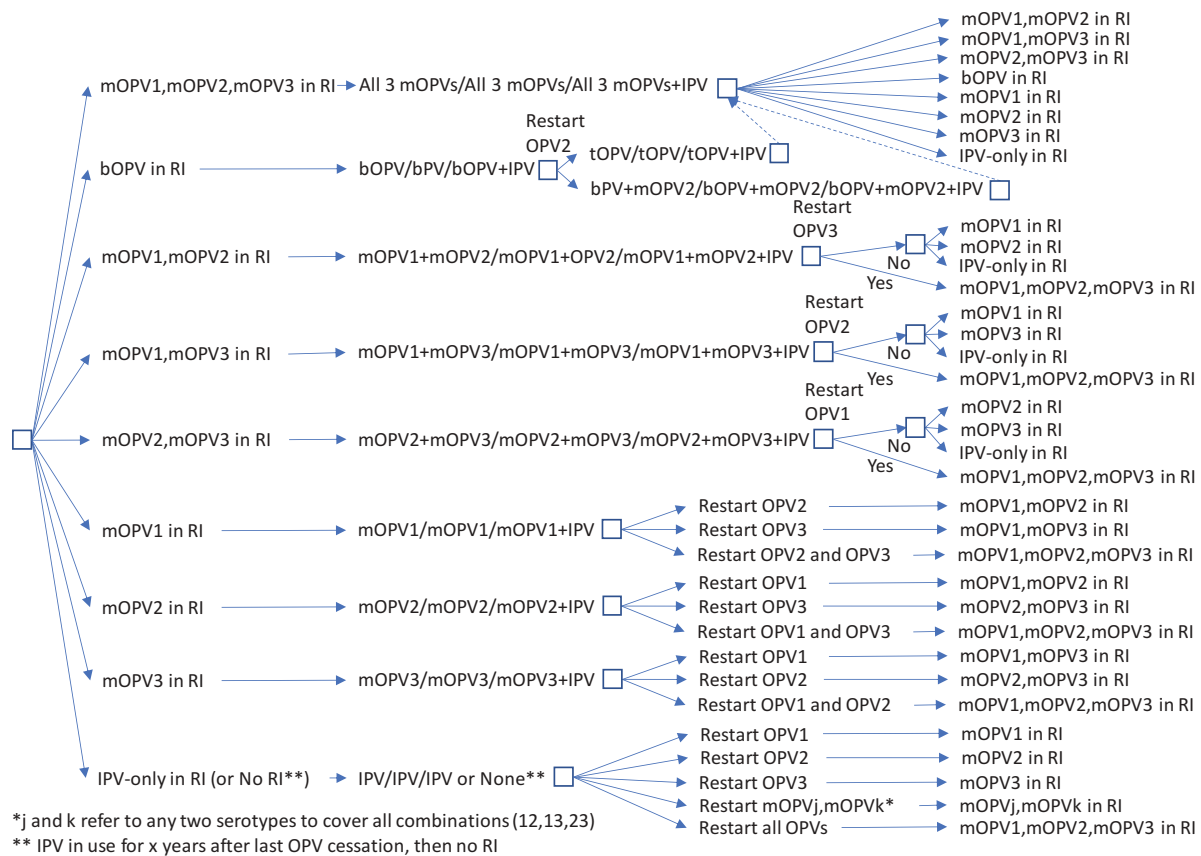 mOPV1,mOPV2 in RI
mOPV1,mOPV3 in RI
mOPV2,mOPV3 in RI
bOPV in RI
mOPV1 in RI
mOPV2 in RI
mOPV3 in RI
IPV-only in RI
mOPV1,mOPV2,mOPV3 in RI
All 3 mOPVs/All 3 mOPVs/All 3 mOPVs+IPV
Restart
OPV2
bOPV in RI
bOPV/bPV/bOPV+IPV
tOPV/tOPV/tOPV+IPV
bPV+mOPV2/bOPV+mOPV2/bOPV+mOPV2+IPV
Restart
OPV3
mOPV1,mOPV2 in RI
mOPV1+mOPV2/mOPV1+OPV2/mOPV1+mOPV2+IPV
No
Yes
mOPV1 in RI
mOPV2 in RI
IPV-only in RI
mOPV1,mOPV2,mOPV3 in RI
Restart
OPV2
mOPV1,mOPV3 in RI
mOPV1+mOPV3/mOPV1+mOPV3/mOPV1+mOPV3+IPV
No
Yes
mOPV1 in RI
mOPV3 in RI
IPV-only in RI
mOPV1,mOPV2,mOPV3 in RI
Restart
OPV1
mOPV2,mOPV3 in RI
mOPV2+mOPV3/mOPV2+mOPV3/mOPV2+mOPV3+IPV
No
Yes
mOPV2 in RI
mOPV3 in RI
IPV-only in RI
mOPV1,mOPV2,mOPV3 in RI
mOPV1 in RI
mOPV1/mOPV1/mOPV1+IPV
Restart OPV2
mOPV1,mOPV2 in RI
Restart OPV3
mOPV1,mOPV3 in RI
Restart OPV2 and OPV3
mOPV1,mOPV2,mOPV3 in RI
mOPV2 in RI
mOPV2/mOPV2/mOPV2+IPV
Restart OPV1
mOPV1,mOPV2 in RI
Restart OPV3
mOPV2,mOPV3 in RI
Restart OPV1 and OPV3
mOPV1,mOPV2,mOPV3 in RI
mOPV3 in RI
mOPV3/mOPV3/mOPV3+IPV
Restart OPV1
mOPV1,mOPV3 in RI
Restart OPV2
mOPV2,mOPV3 in RI
Restart OPV1 and OPV2
mOPV1,mOPV2,mOPV3 in RI
IPV-only in RI (or No RI**)
IPV/IPV/IPV or None**
Restart OPV1
mOPV1 in RI
Restart OPV2
mOPV2 in RI
Restart OPV3
mOPV3 in RI
Restart mOPVj,mOPVk*
mOPVj,mOPVk in RI
Restart all OPVs
mOPV1,mOPV2,mOPV3 in RI
*j and k refer to any two serotypes to cover all combinations (12,13,23)
** IPV in use for x years after last OPV cessation, then no RI